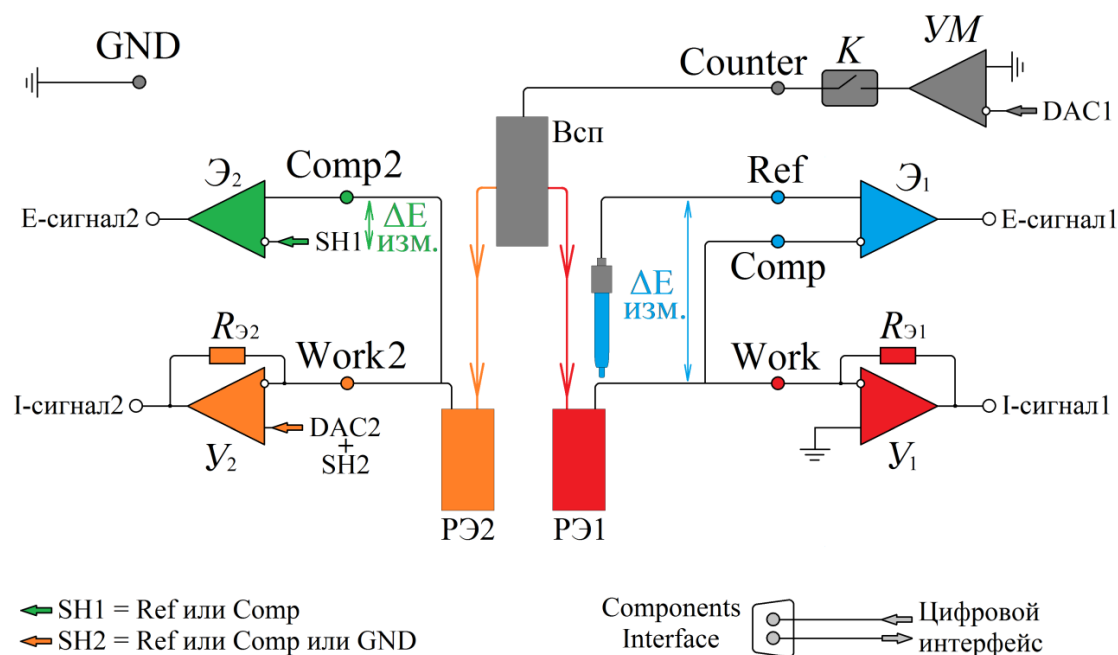 GND
УМ
K
Counter
DAC1
Всп
Э2
Comp2
Ref
Э1
E-сигнал2
SH1
ΔE
изм.
E-сигнал1
Comp
ΔE
изм.
RЭ2
Work2
Work
RЭ1
I-сигнал2
I-сигнал1
DAC2
+
SH2
У2
У1
РЭ2
РЭ1
SH1 = Ref или Comp
SH2 = Ref или Comp или GND
Components
Interface
Цифровой
интерфейс